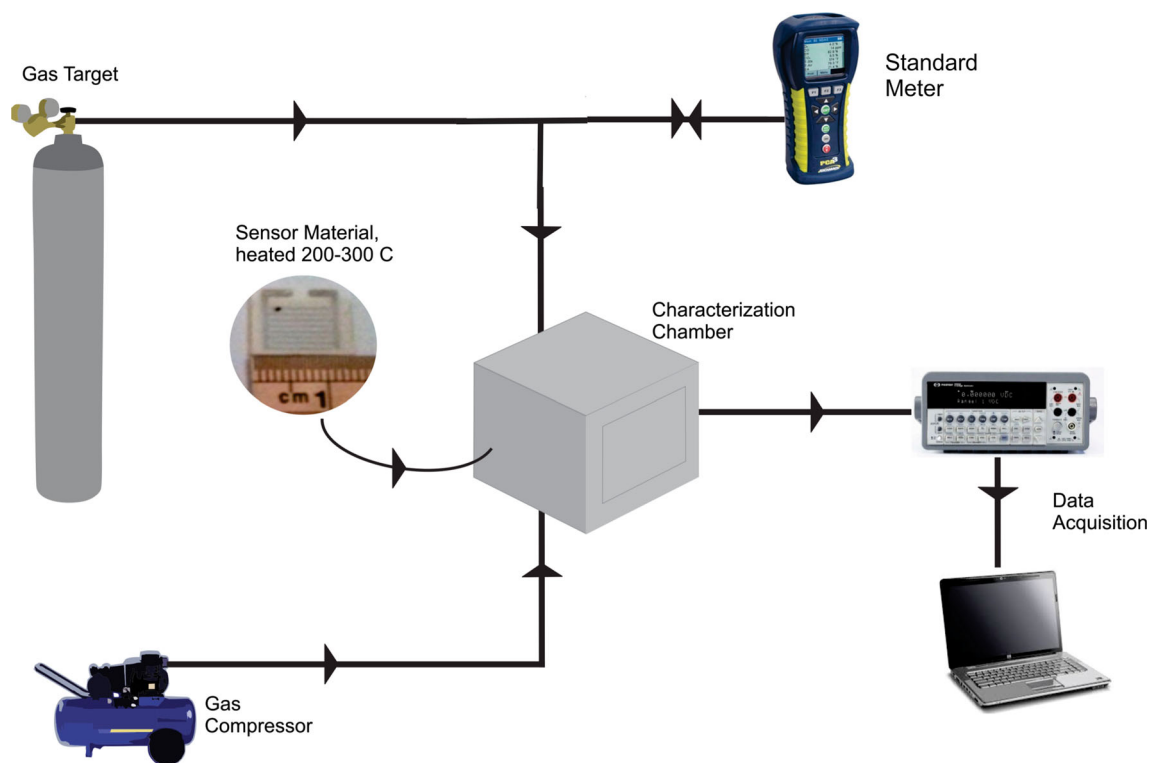 Gas Target
Standard
Meter
Sensor Material,
heated 200-300 C
cm 1
Characterization
Chamber
Data
Acquisition
Gas
Compressor